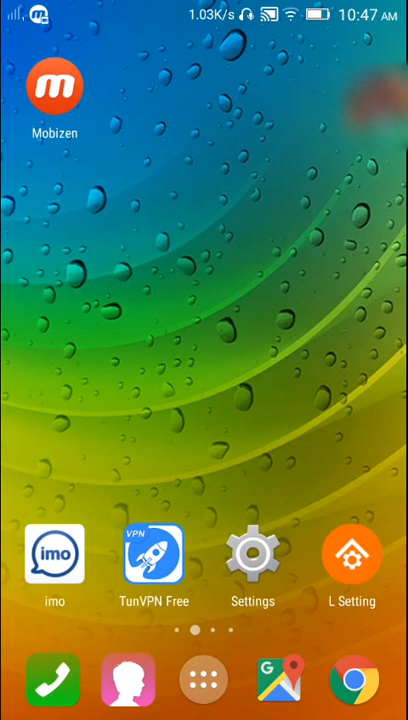 1.03K/s 10:47 AM
m
Mobizen
imo VPN
imo TunVPN Free Settings L Setting
G